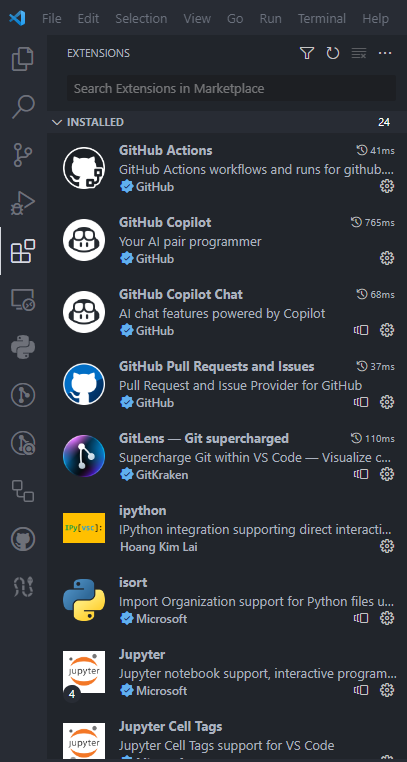 File Edit Selection View Go Run Terminal Help
EXTENSIONS
Search Extensions in Marketplace
INSTALLED 24
GitHub Actions 41ms
GitHub Actions workflows and runs for github....
GitHub
GitHub Copilot 765ms
Your AI pair programmer
GitHub
GitHub Copilot Chat 68ms
AI chat features powered by Copilot
GitHub
GitHub Pull Requests and Issues 37ms
Pull Request and Issue Provider for GitHub
GitHub
GitLens — Git supercharged 110ms
Supercharge Git within VS Code — Visualize c...
GitKraken
IPy[vsc]:
ipython
IPython integration supporting direct interacti...
Hoang Kim Lai
isort
Import Organization support for Python files u...
Microsoft
jupyter
4
Jupyter
Jupyter notebook support, interactive program...
Microsoft
jupyter
Jupyter Cell Tags
Jupyter Cell Tags support for VS Code